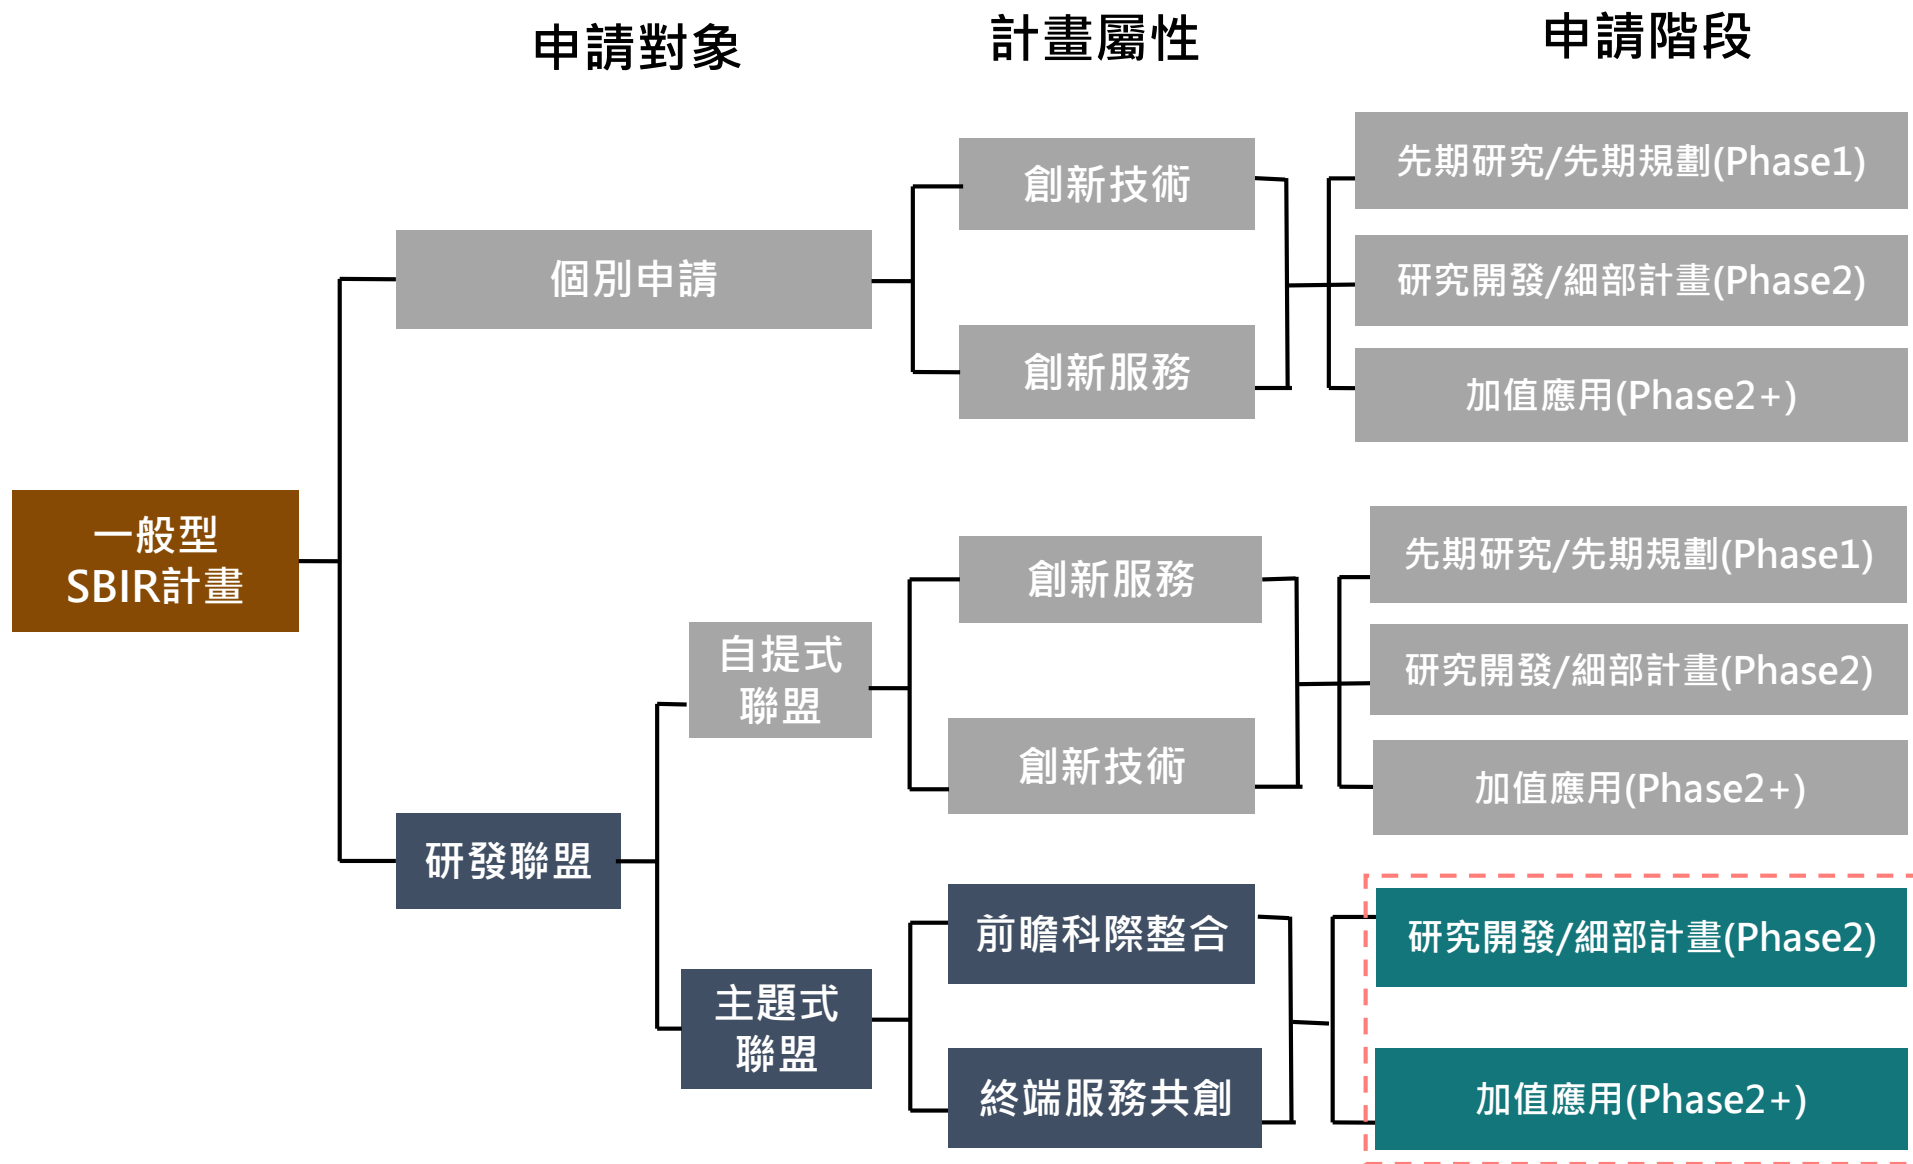 申請對象
計畫屬性
申請階段
一般型
SBIR計畫
個別申請
創新技術
創新服務
先期研究/先期規劃(Phase1)
研究開發/細部計畫(Phase2)
加值應用(Phase2+)
研發聯盟
自提式
聯盟
創新服務
創新技術
先期研究/先期規劃(Phase1)
研究開發/細部計畫(Phase2)
加值應用(Phase2+)
主題式
聯盟
前瞻科際整合
終端服務共創
研究開發/細部計畫(Phase2)
加值應用(Phase2+)